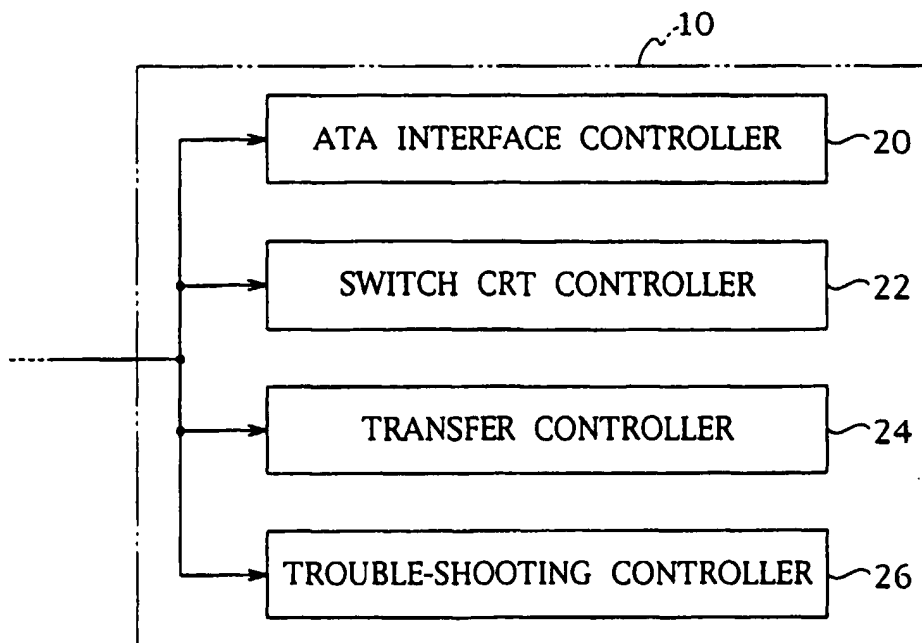 10
ATA INTERFACE CONTROLLER 20
SWITCH CRT CONTROLLER 22
TRANSFER CONTROLLER 24
TROUBLE-SHOOTING CONTROLLER 26